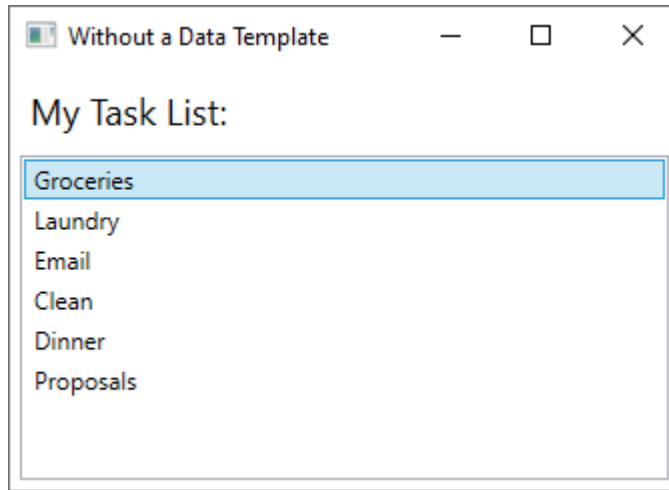 Without a Data Template
My Task List:
Groceries
Laundry
Email
Clean
Dinner
Proposals